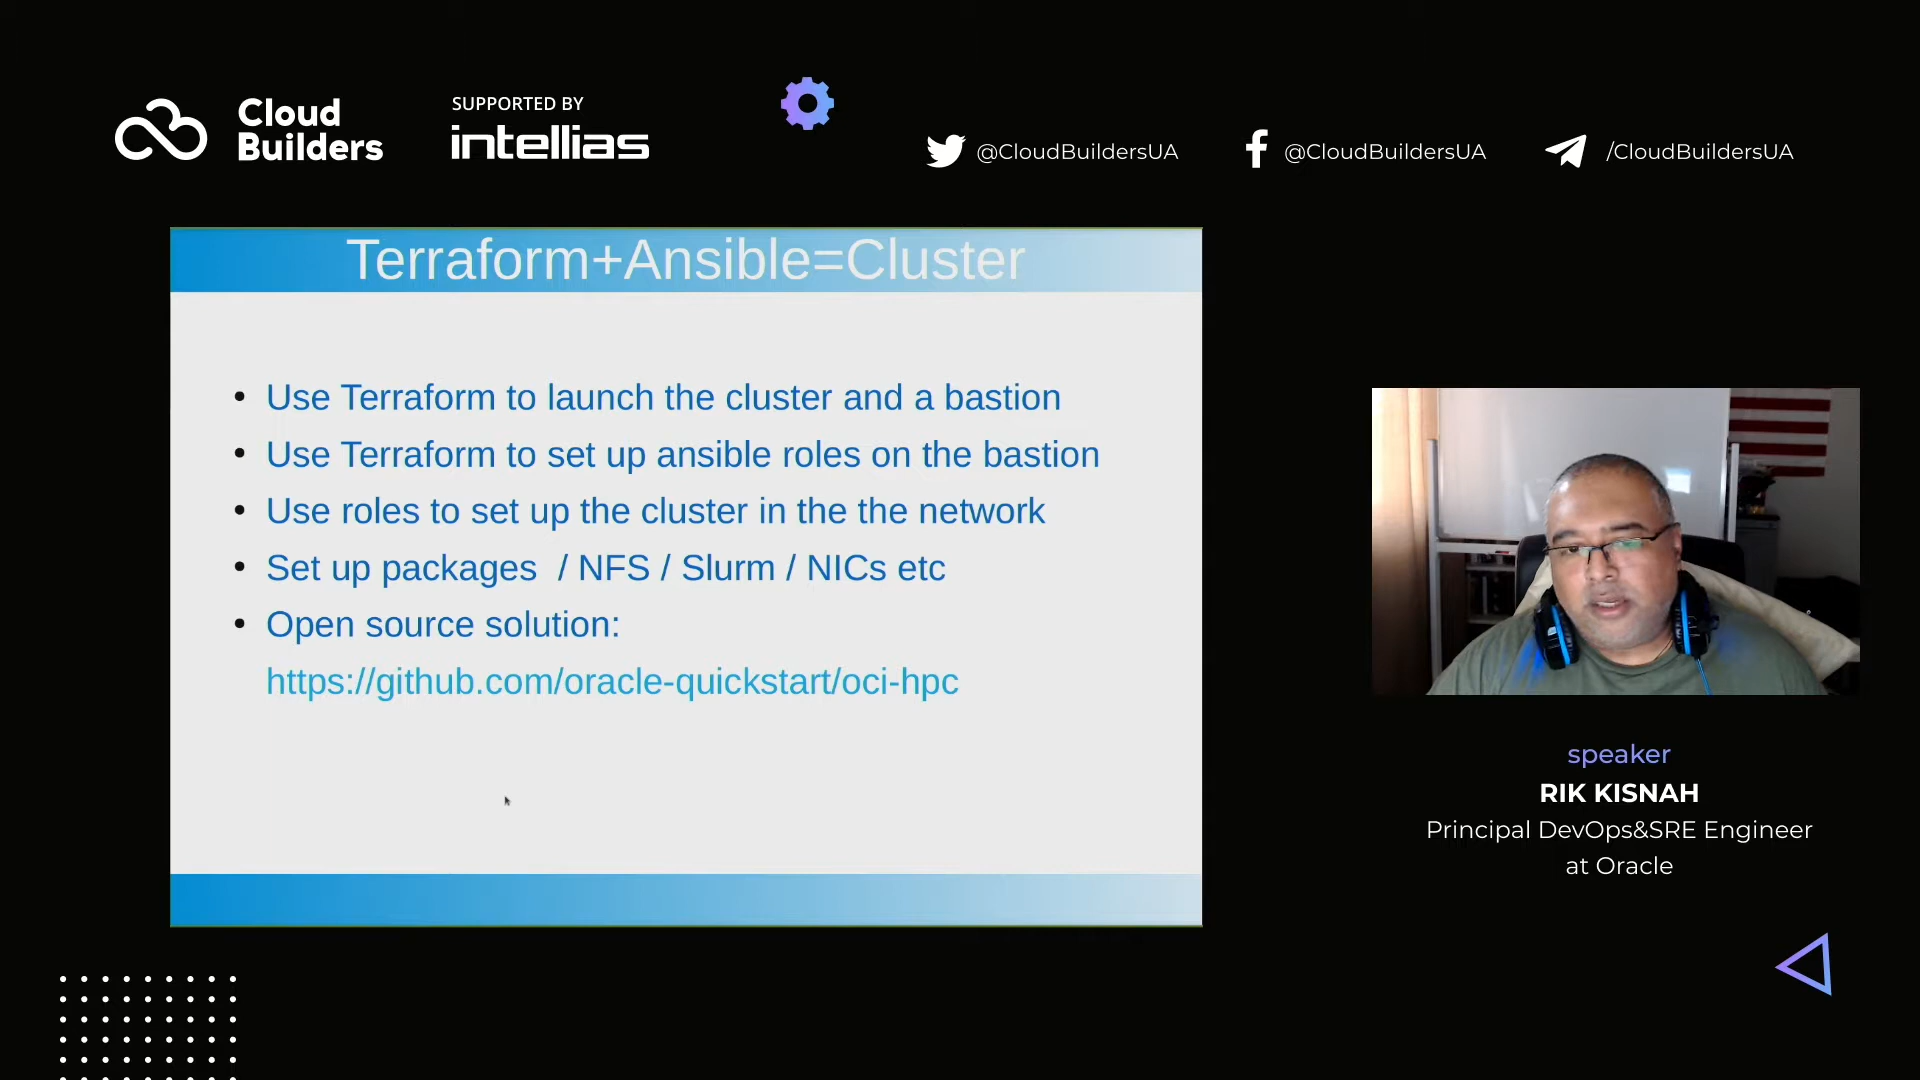 Cloud
Builders
SUPPORTED BY
intellias
@CloudBuildersUA
@CloudBuildersUA
/CloudBuildersUA
Terraform+Ansible=Cluster
• Use Terraform to launch the cluster and a bastion
• Use Terraform to set up ansible roles on the bastion
• Use roles to set up the cluster in the the network
• Set up packages  / NFS / Slurm / NICs etc
• Open source solution:
https://github.com/oracle-quickstart/oci-hpc
speaker
RIK KISNAH
Principal DevOps&SRE Engineer
at Oracle